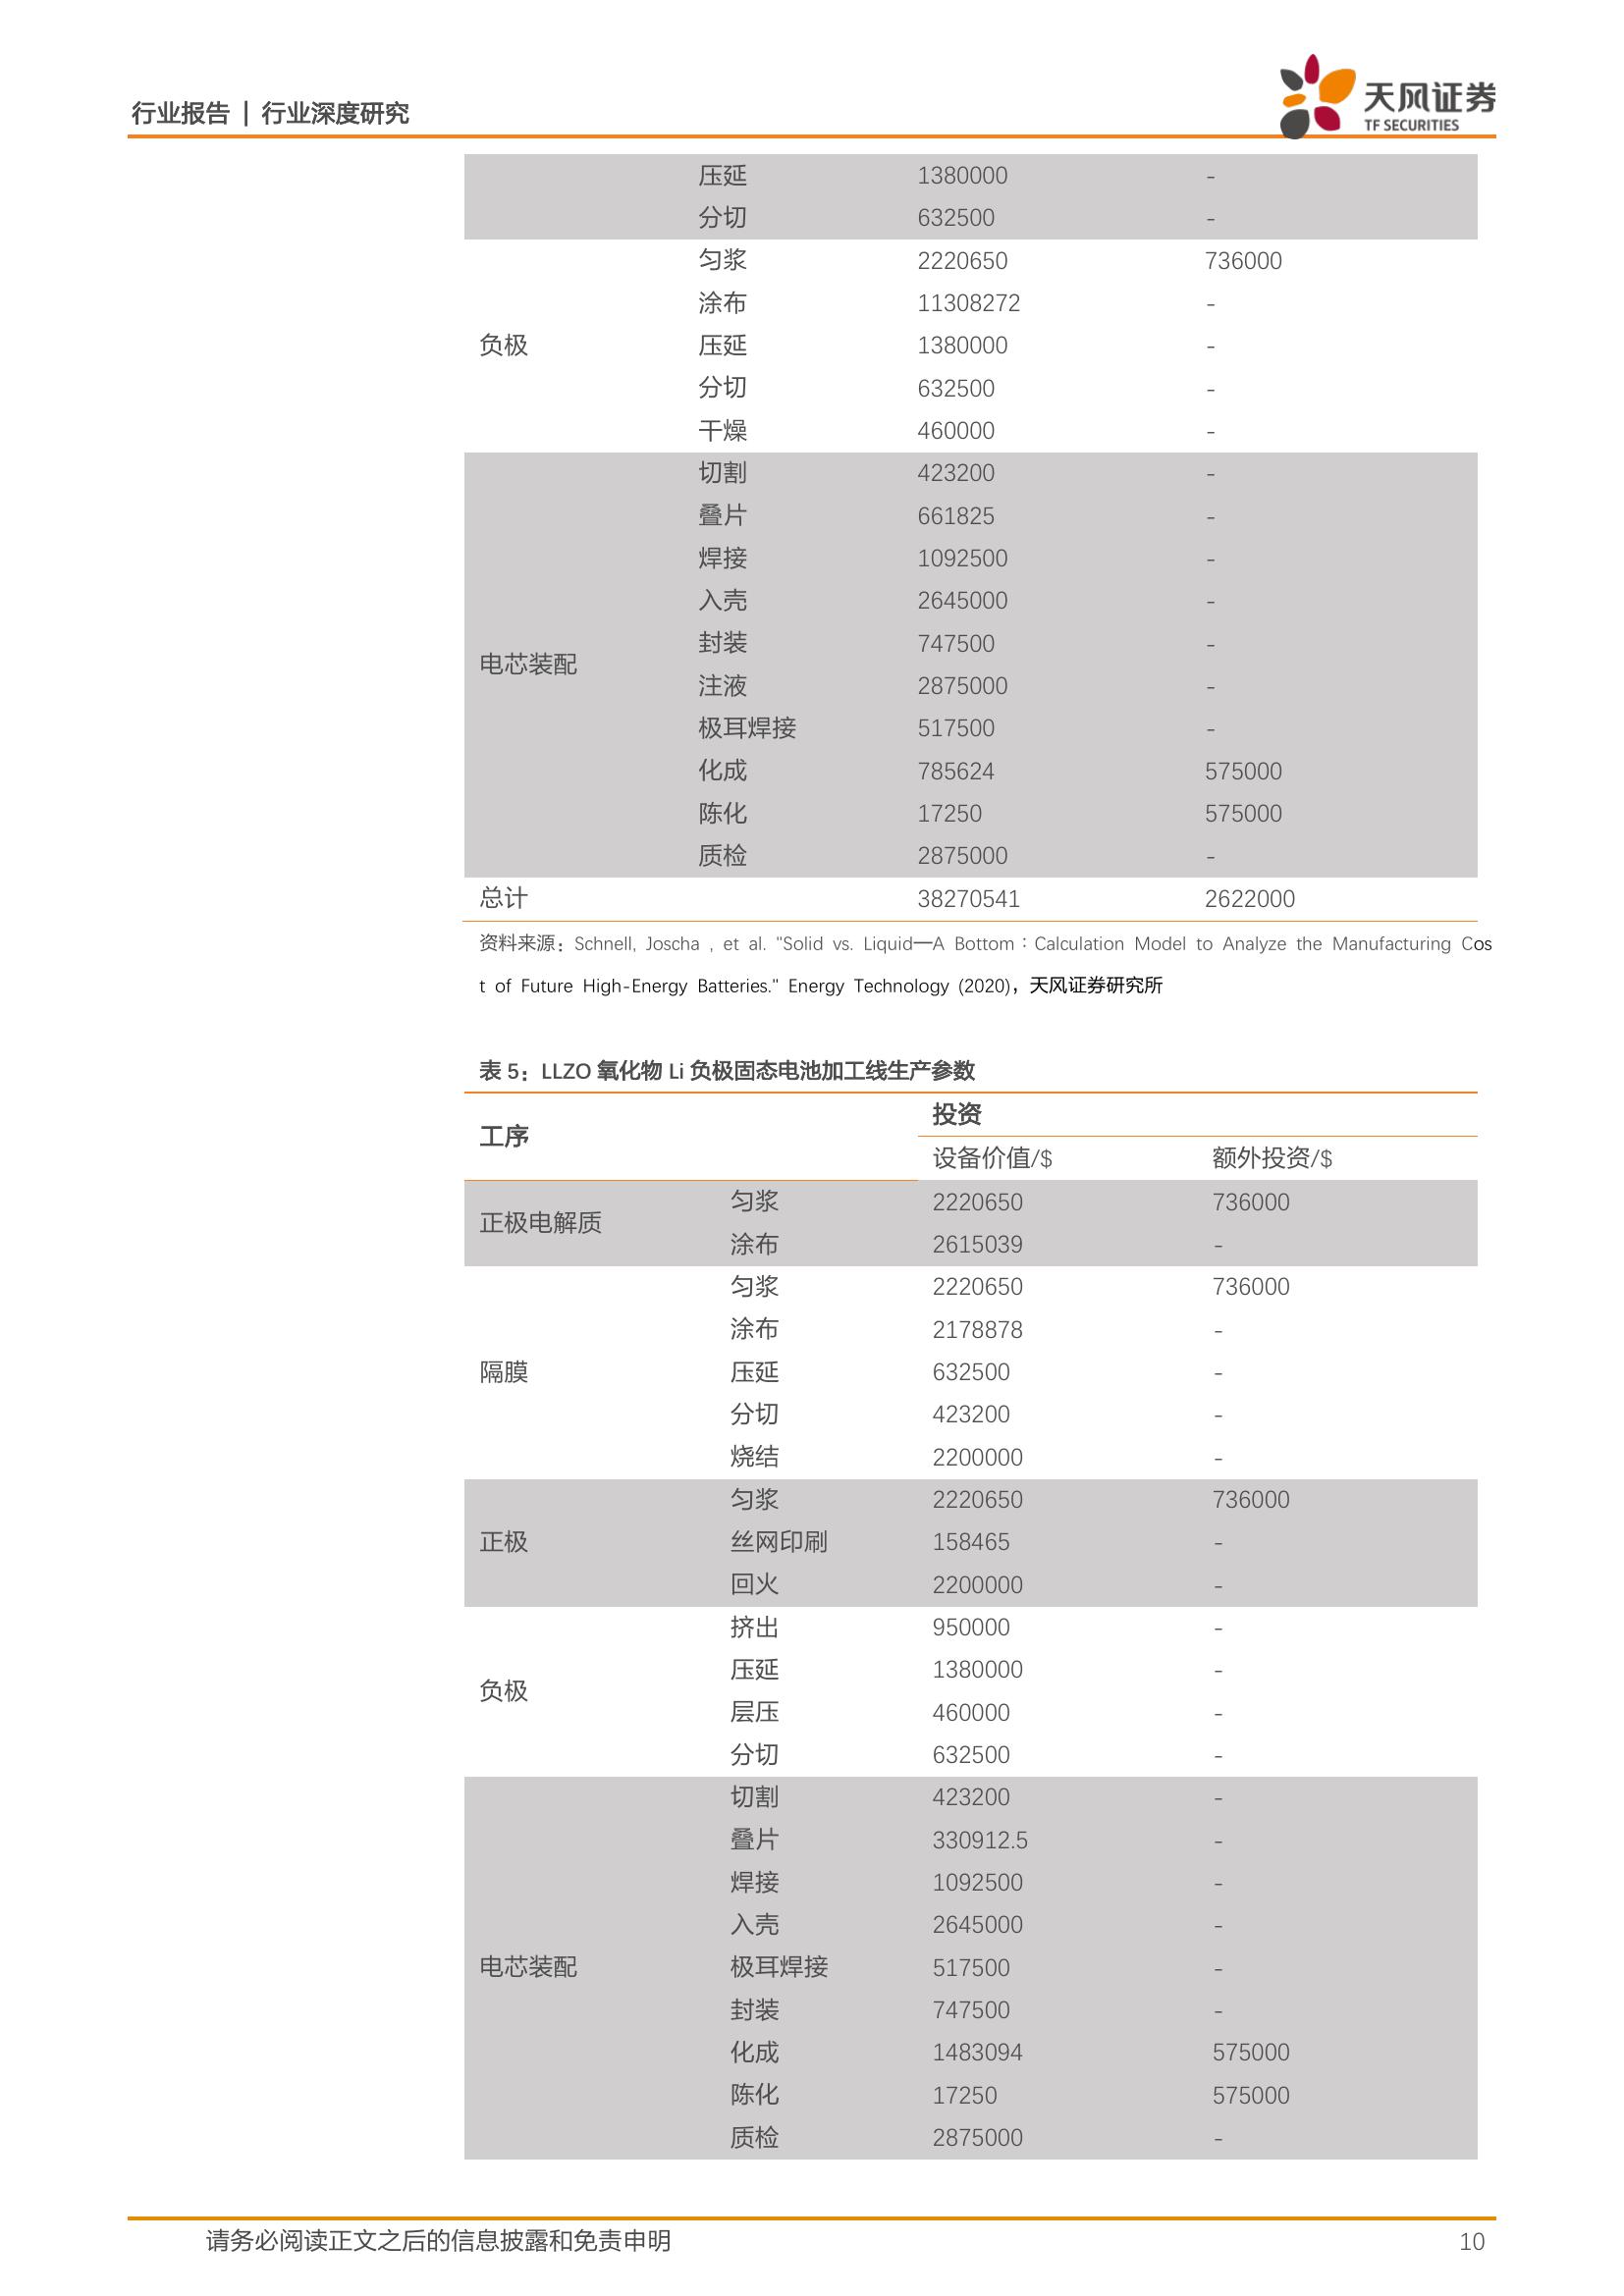 行业报告 | 行业深度研究
天风证券
TF SECURITIES
压延 1380000 -
分切 632500 -
匀浆 2220650 736000
涂布 11308272 -
负极 压延 1380000 -
分切 632500 -
干燥 460000 -
切割 423200 -
叠片 661825 -
焊接 1092500 -
入壳 2645000 -
封装 747500 -
电芯装配
注液 2875000 -
极耳焊接 517500 -
化成 785624 575000
陈化 17250 575000
质检 2875000 -
总计 38270541 2622000
资料来源：Schnell, Joscha , et al. "Solid vs. Liquid—A Bottom：Calculation Model to Analyze the Manufacturing Cos
t of Future High-Energy Batteries." Energy Technology (2020)，天风证券研究所
表 5：LLZO 氧化物 Li 负极固态电池加工线生产参数
工序 投资
设备价值/$ 额外投资/$
正极电解质 匀浆 2220650 736000
涂布 2615039 -
匀浆 2220650 736000
涂布 2178878 -
隔膜 压延 632500 -
分切 423200 -
烧结 2200000 -
匀浆 2220650 736000
正极 丝网印刷 158465 -
回火 2200000 -
挤出 950000 -
压延 1380000 -
负极
层压 460000 -
分切 632500 -
切割 423200 -
叠片 330912.5 -
焊接 1092500 -
入壳 2645000 -
电芯装配 极耳焊接 517500 -
封装 747500 -
化成 1483094 575000
陈化 17250 575000
质检 2875000 -
请务必阅读正文之后的信息披露和免责申明 10